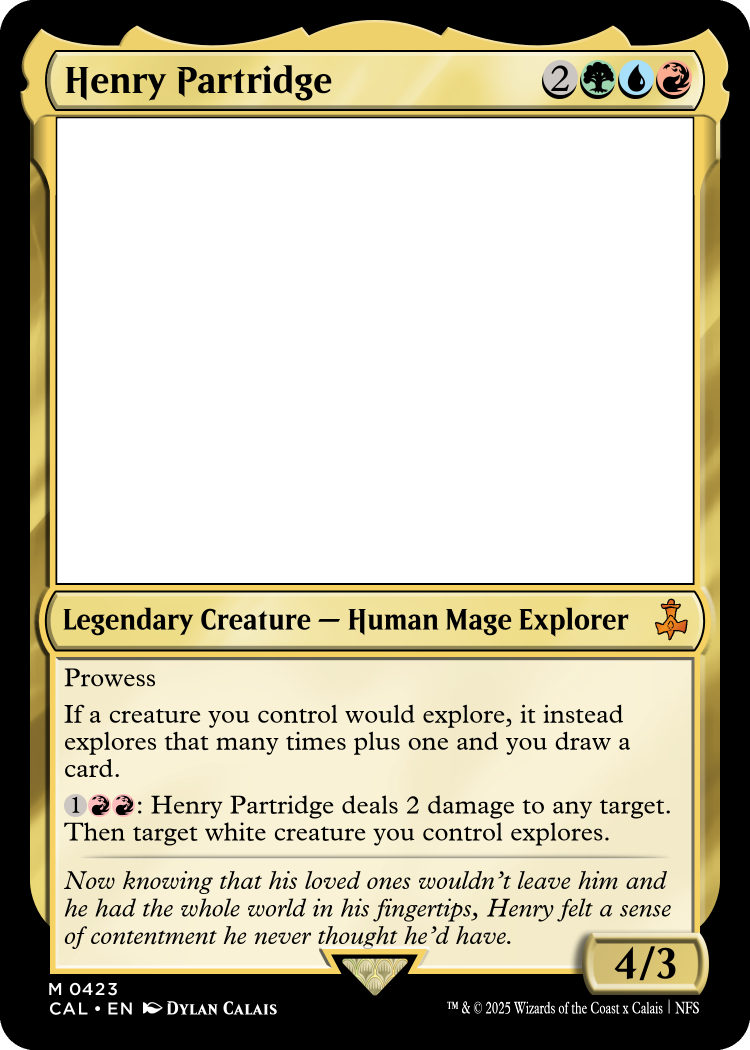 Henry Partridge 2
Legendary Creature — Human Mage Explorer
Prowess
If a creature you control would explore, it instead
explores that many times plus one and you draw a
card.
1: Henry Partridge deals 2 damage to any target.
Then target white creature you control explores.
Now knowing that his loved ones wouldn't leave him and
he had the whole world in his fingertips, Henry felt a sense
of contentment he never thought he'd have.
4/3
M 0423
CAL • EN Dylan Calais
™ & © 2025 Wizards of the Coast x Calais | NFS